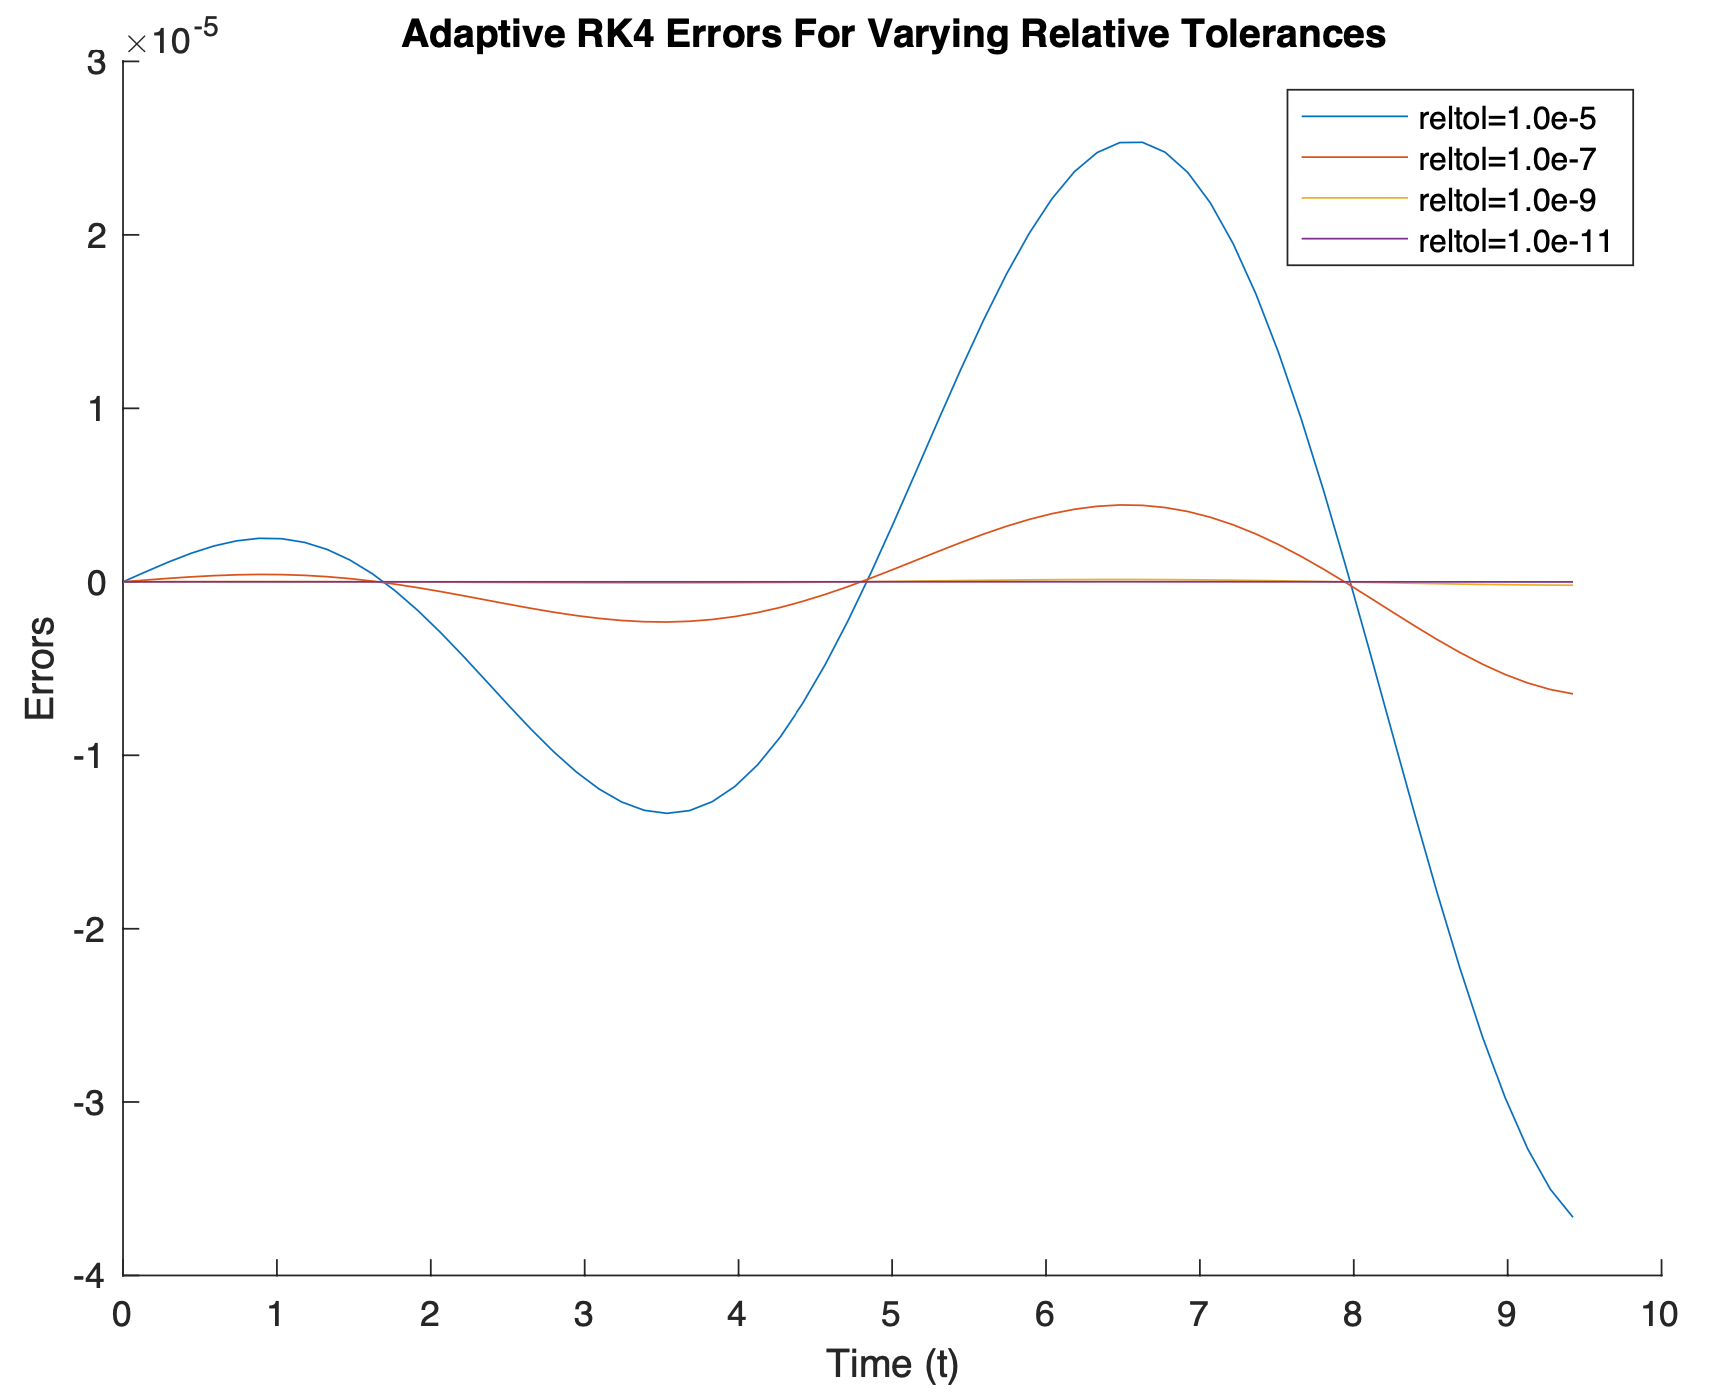 Adaptive RK4 Errors For Varying Relative Tolerances
×10-5
3
2
1
0
-1
-2
-3
-4
Errors
0 1 2 3 4 5 6 7 8 9 10
Time (t)
reltol=1.0e-5
reltol=1.0e-7
reltol=1.0e-9
reltol=1.0e-11